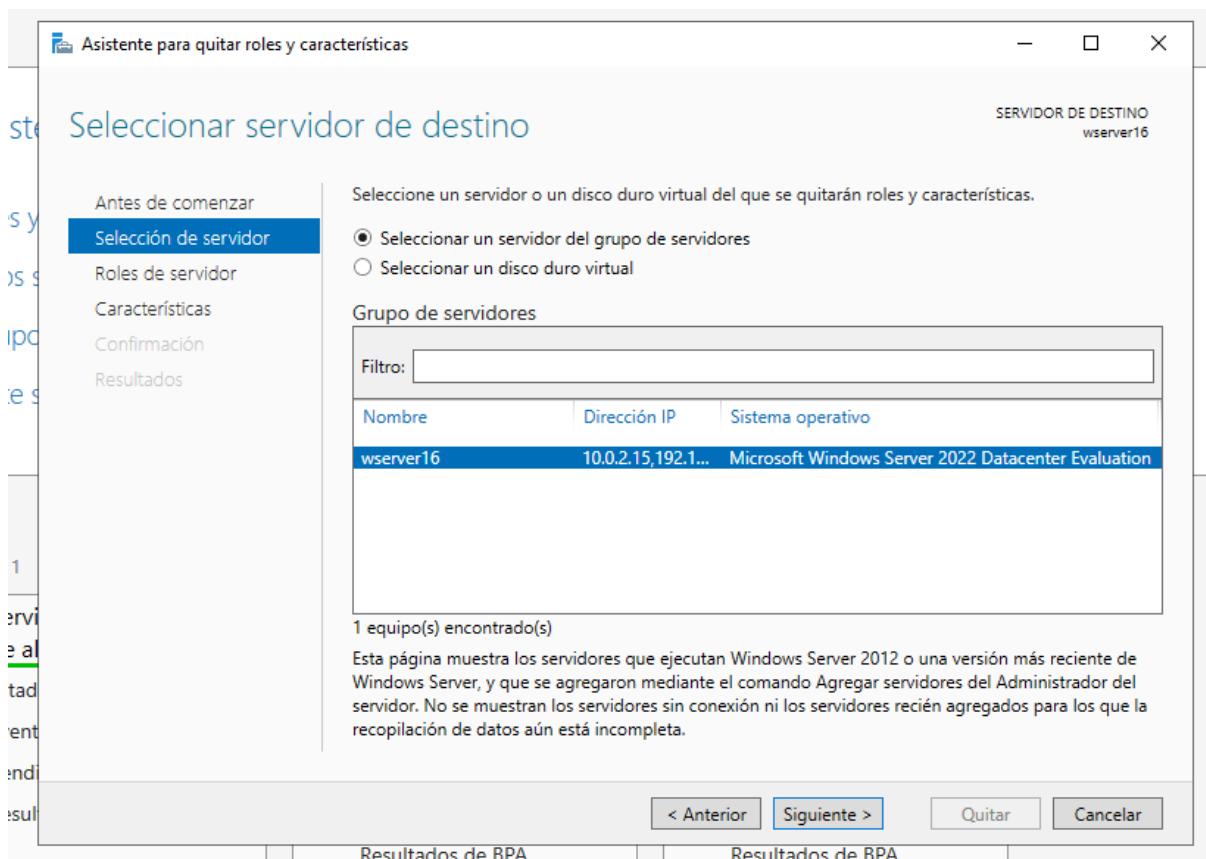 Asistente para quitar roles y características
Seleccionar servidor de destino
SERVIDOR DE DESTINO
wserver16
Antes de comenzar
Selección de servidor
Roles de servidor
Características
Confirmación
Resultados
Seleccione un servidor o un disco duro virtual del que se quitarán roles y características.
Seleccionar un servidor del grupo de servidores
Seleccionar un disco duro virtual
Grupo de servidores
Filtro:
Nombre Dirección IP Sistema operativo
wserver16 10.0.2.15,192.1... Microsoft Windows Server 2022 Datacenter Evaluation
1 equipo(s) encontrado(s)
Esta página muestra los servidores que ejecutan Windows Server 2012 o una versión más reciente de
Windows Server, y que se agregaron mediante el comando Agregar servidores del Administrador del
servidor. No se muestran los servidores sin conexión ni los servidores recién agregados para los que la
recopilación de datos aún está incompleta.
< Anterior Siguiente > Quitar Cancelar
1
Resultados de BPA Resultados de BPA